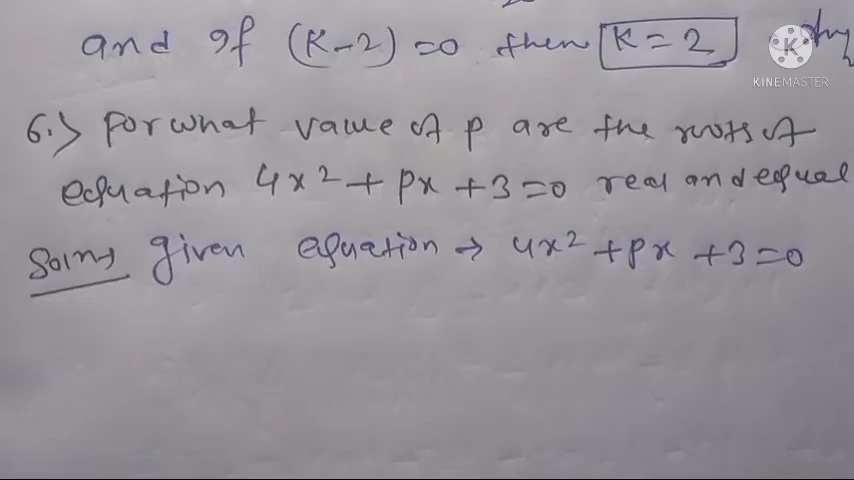 and If (K-2)=0 then K=2
K
KINEMASTER
6.) For what value of p are the roots of
equation 4x²+px+3=0 real and equal
Soln→ given equation → 4x²+px+3=0